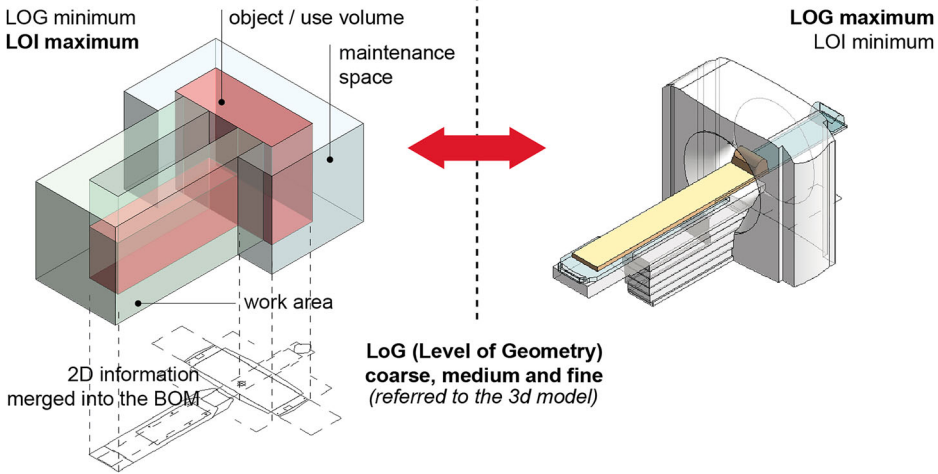 LOG minimum
LOI maximum
object / use volume
maintenance
space
work area
2D information
merged into the BOM
LOG maximum
LOI minimum
LoG (Level of Geometry)
coarse, medium and fine
(referred to the 3d model)